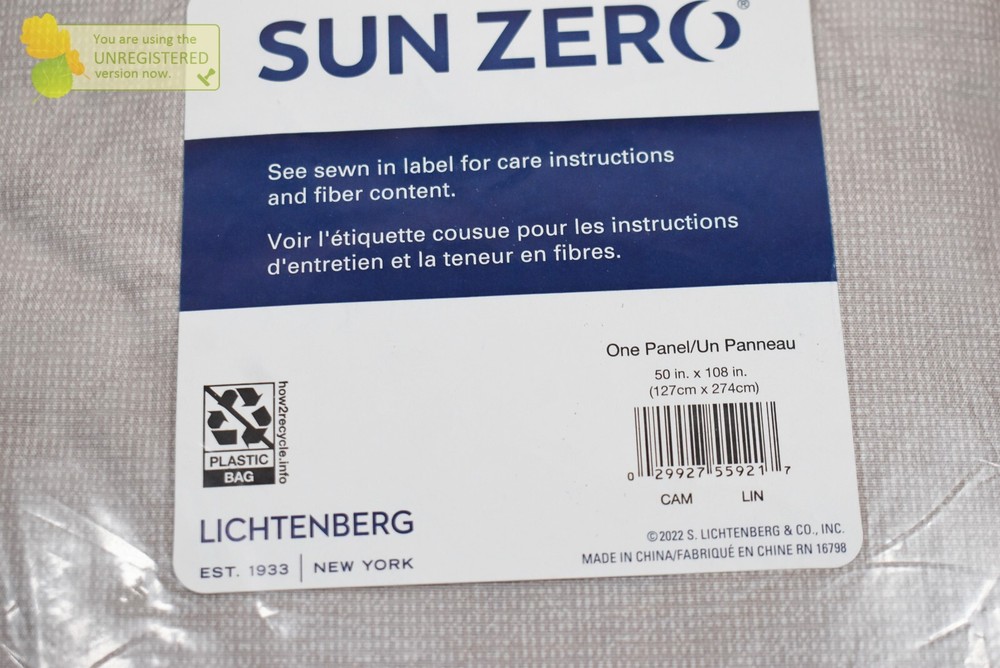 You are using the
UNREGISTERED
version now.
SUN ZERO®
See sewn in label for care instructions
and fiber content.
Voir l'étiquette cousue pour les instructions
d'entretien et la teneur en fibres.
One Panel/Un Panneau
50 in. x 108 in.
(127cm x 274cm)
0 29927 55921 7
CAM LIN
how2recycle.info
PLASTIC
BAG
LICHTENBERG
EST. 1933 | NEW YORK
©2022 S. LICHTENBERG & CO., INC.
MADE IN CHINA/FABRIQUÉ EN CHINE RN 16798